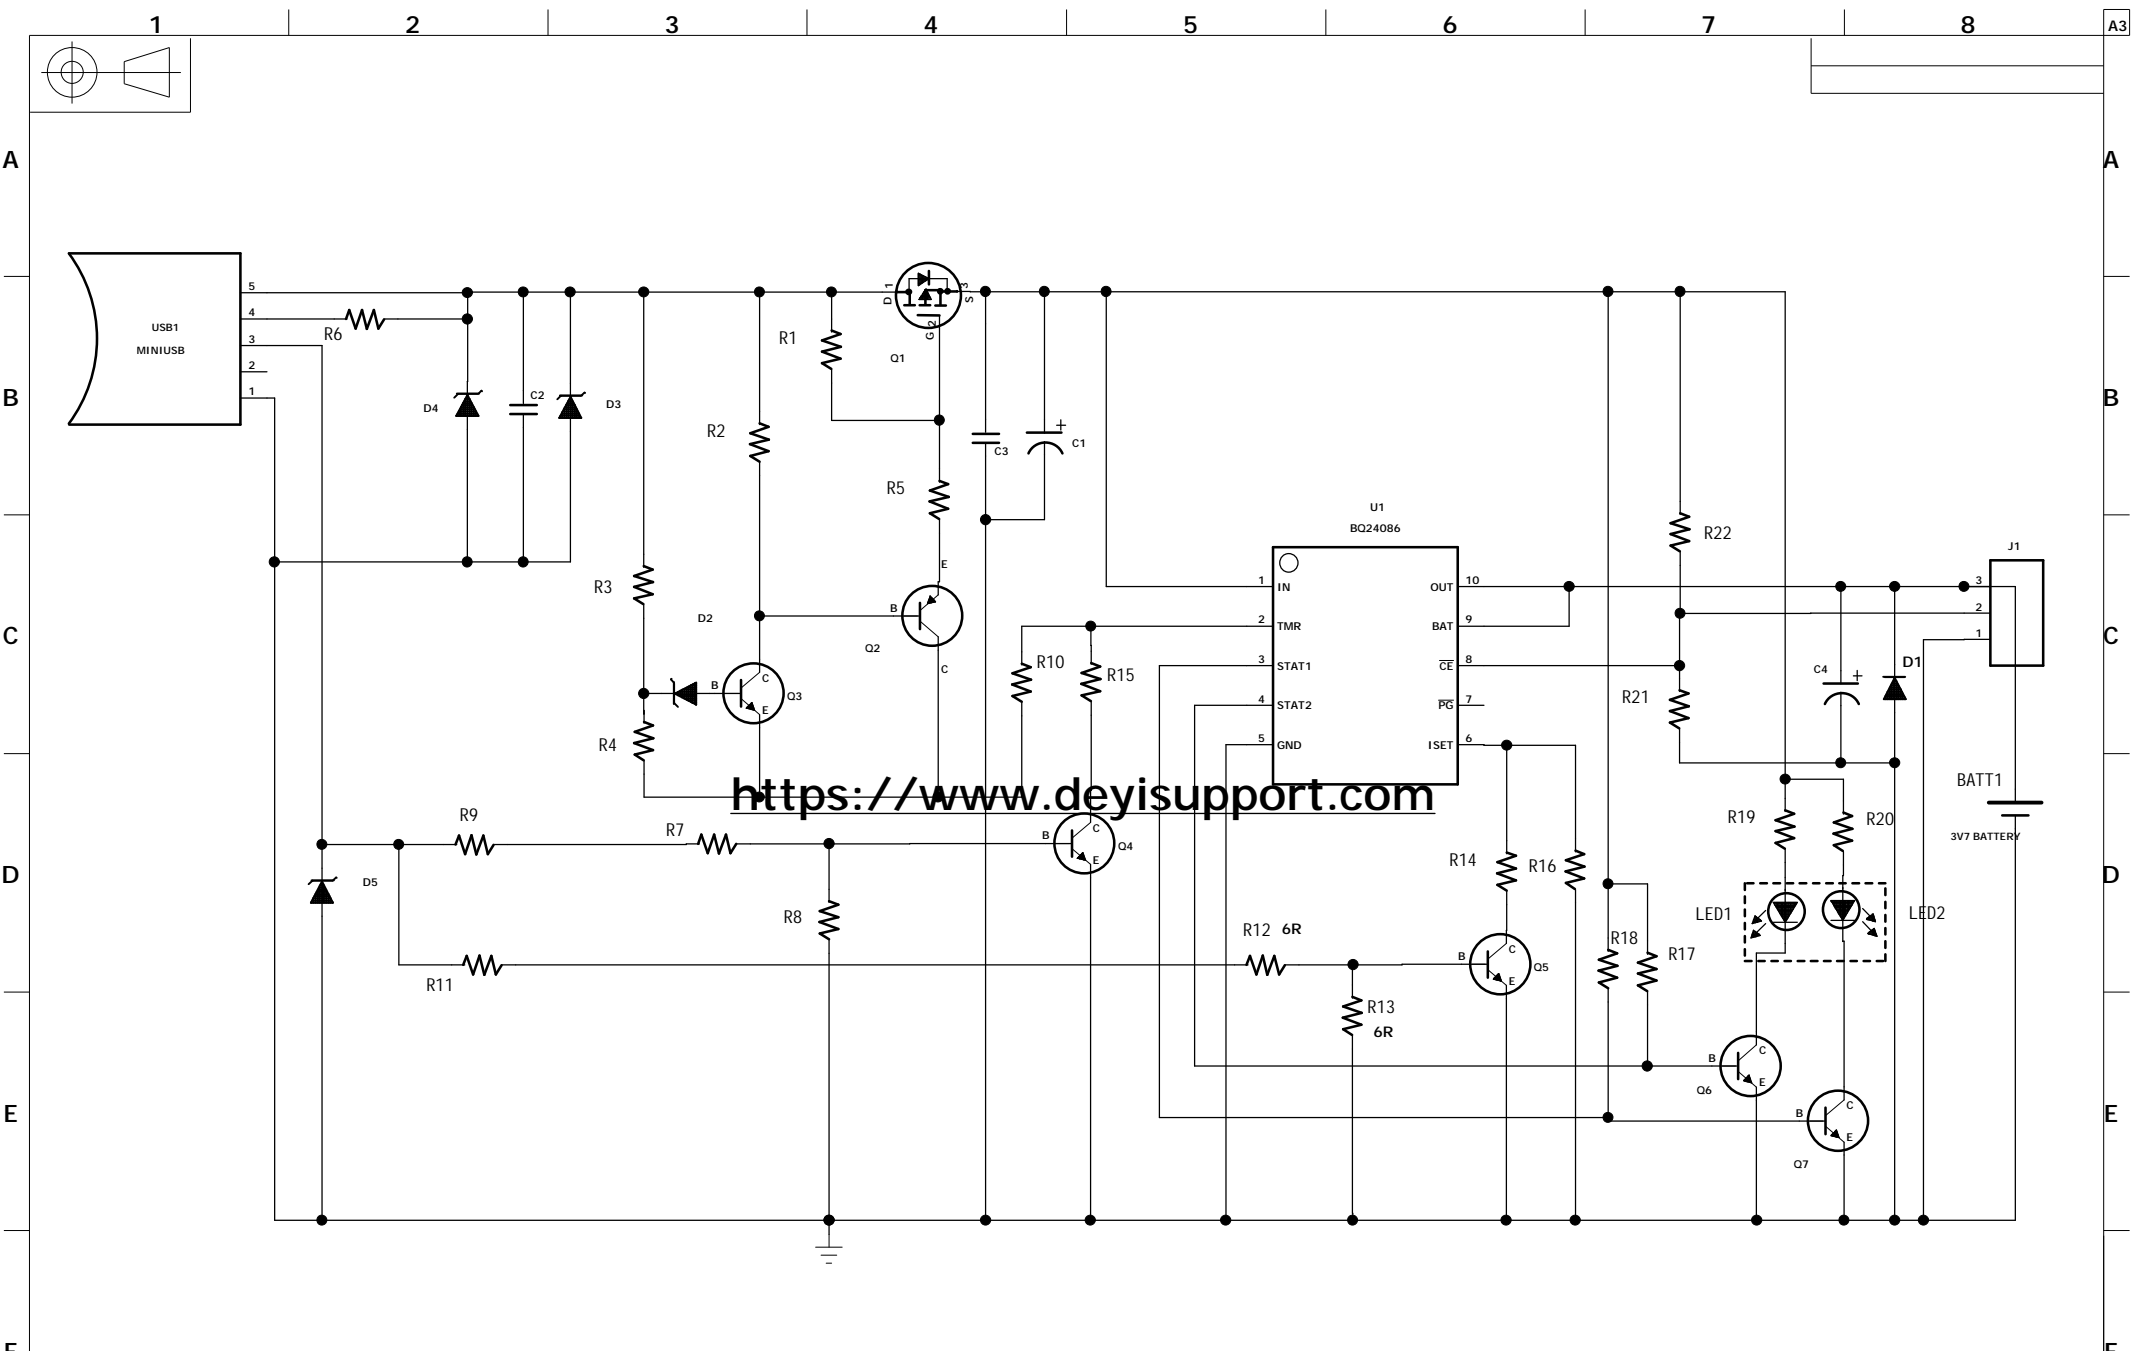 1 2 3 4 5 6 7 8 A3
A A
5
4
3
2
1
USB1
MINIUSB
R6
D4
C2
D3
R1
D 1
S 3
G 2
Q1
B B
R2
R5
C3
+
C1
U1
BQ24086
R22
J1
R3
E
B
C
Q2
D2
1 IN
2 TMR
3 STAT1
4 STAT2
5 GND
OUT 10
BAT 9
CE 8
PG 7
ISET 6
3
2
1
C C
R10
R15
R21
C4
+
D1
B
C
E
Q3
R4
https://www.deyisupport.com
BATT1
3V7 BATTERY
R9
R7
B
C
E
Q4
R19
R20
R14
R16
D D
D5
R8
LED1
LED2
R12 6R
R18
R17
B
C
E
Q5
R11
R13
6R
B
C
E
Q6
E E
B
C
E
Q7
F F